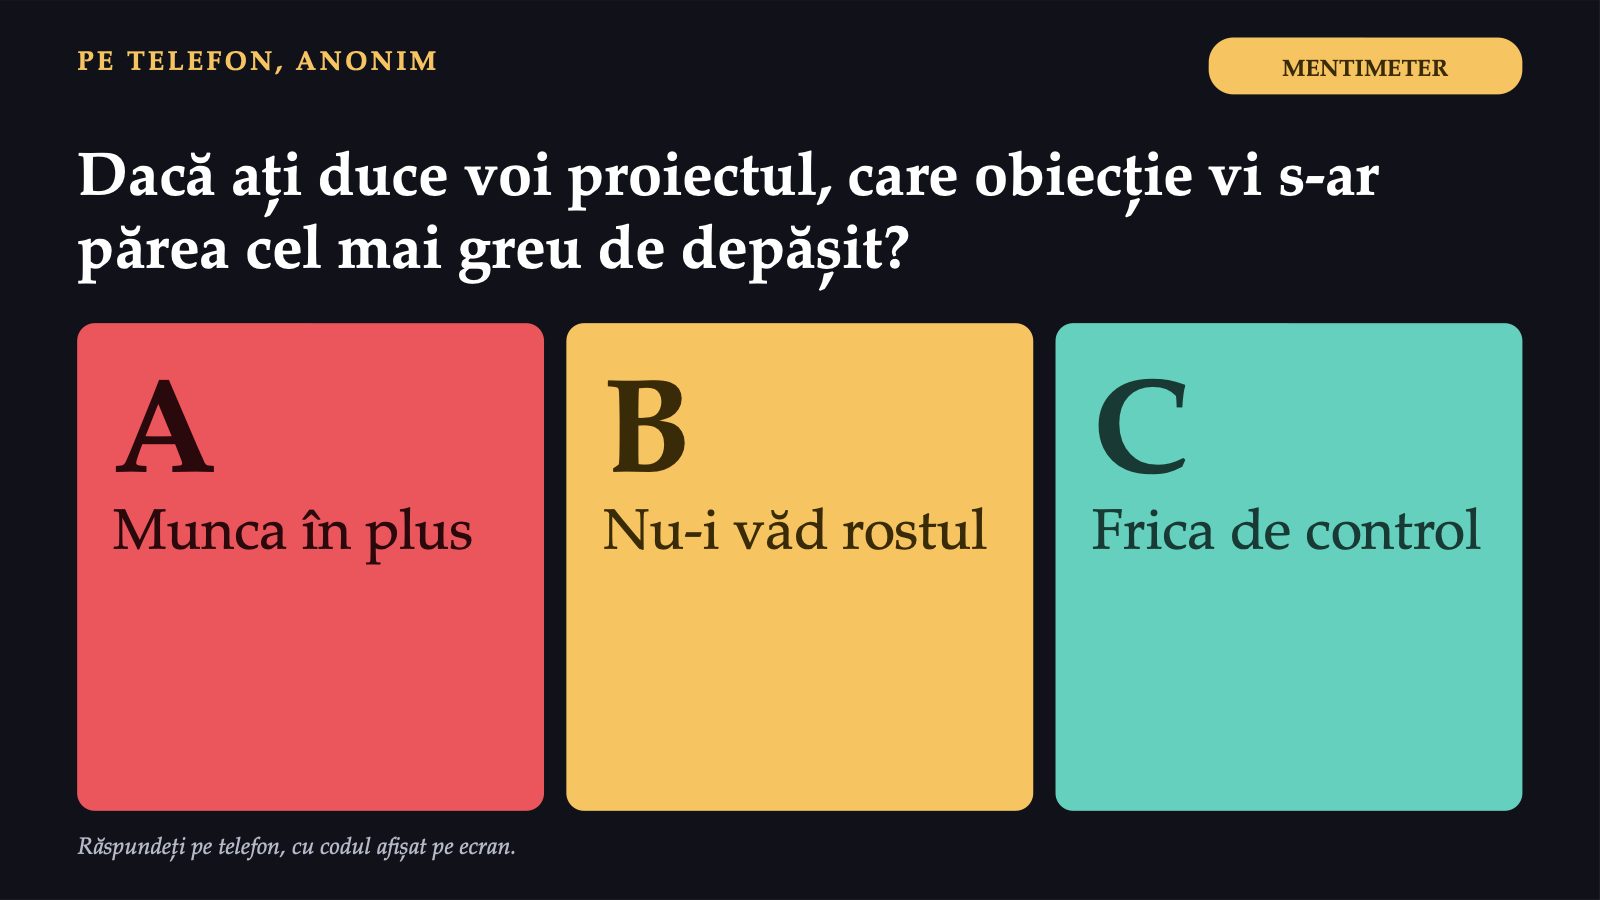 PE TELEFON, ANONIM
MENTIMETER
Dacă ați duce voi proiectul, care obiecție vi s-ar
părea cel mai greu de depășit?
A
Munca în plus
B
Nu-i văd rostul
C
Frica de control
Răspundeți pe telefon, cu codul afișat pe ecran.